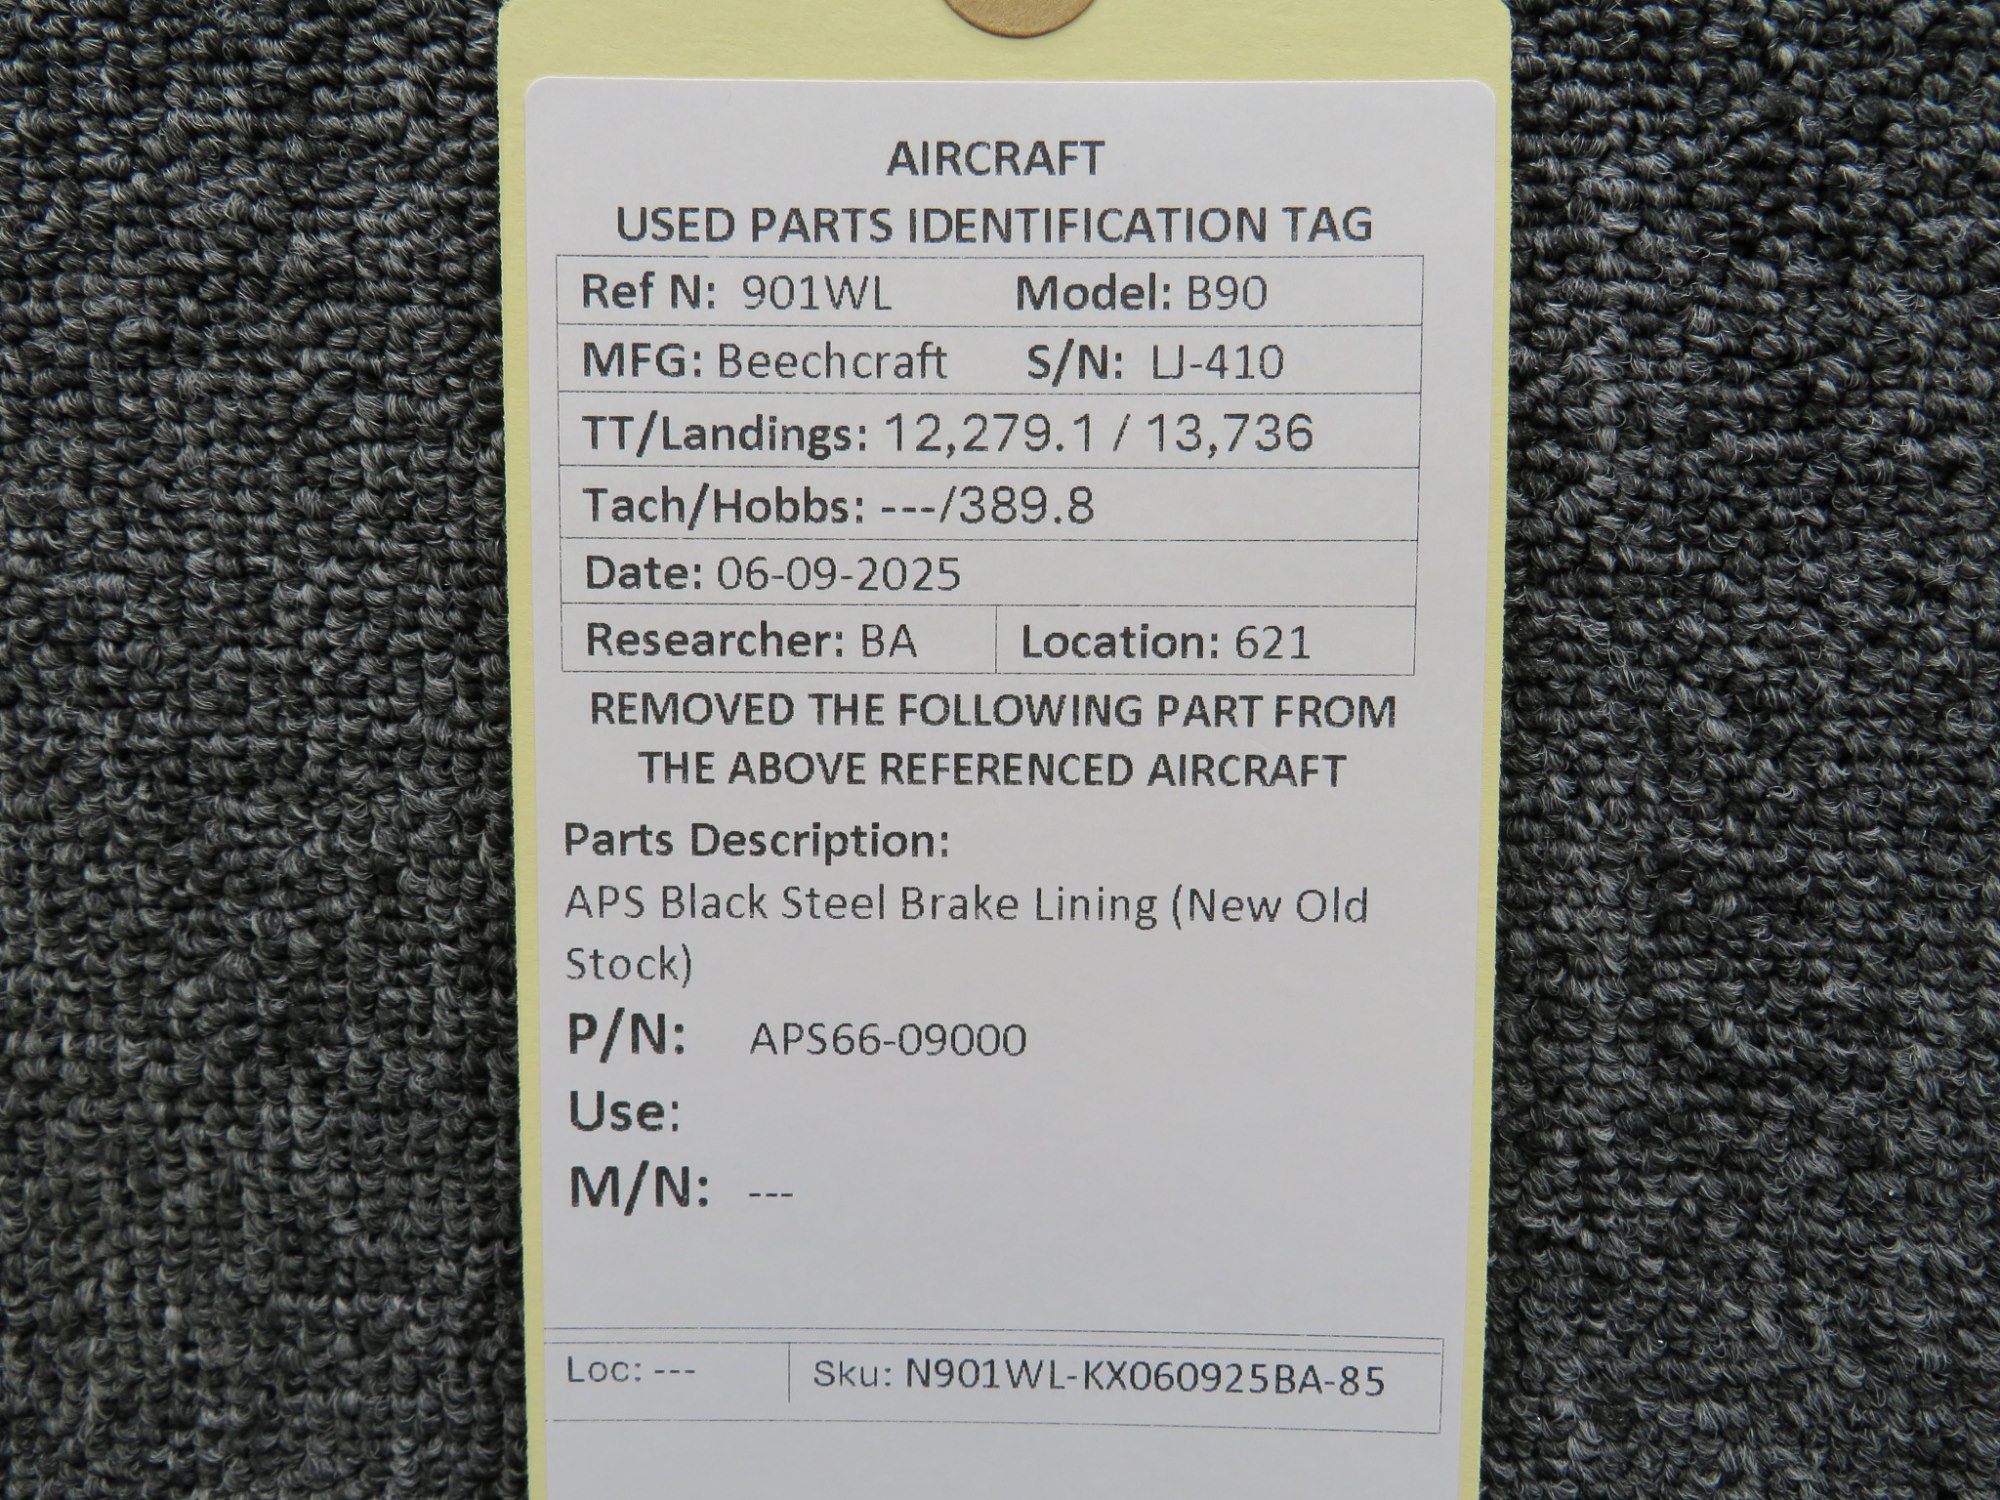 AIRCRAFT
USED PARTS IDENTIFICATION TAG
Ref N: 901WL Model: B90
MFG: Beechcraft S/N: LJ-410
TT/Landings: 12,279.1 / 13,736
Tach/Hobbs: ---/389.8
Date: 06-09-2025
Researcher: BA Location: 621
REMOVED THE FOLLOWING PART FROM
THE ABOVE REFERENCED AIRCRAFT
Parts Description:
APS Black Steel Brake Lining (New Old
Stock)
P/N: APS66-09000
Use:
M/N: ---
Loc: --- Sku: N901WL-KX060925BA-85